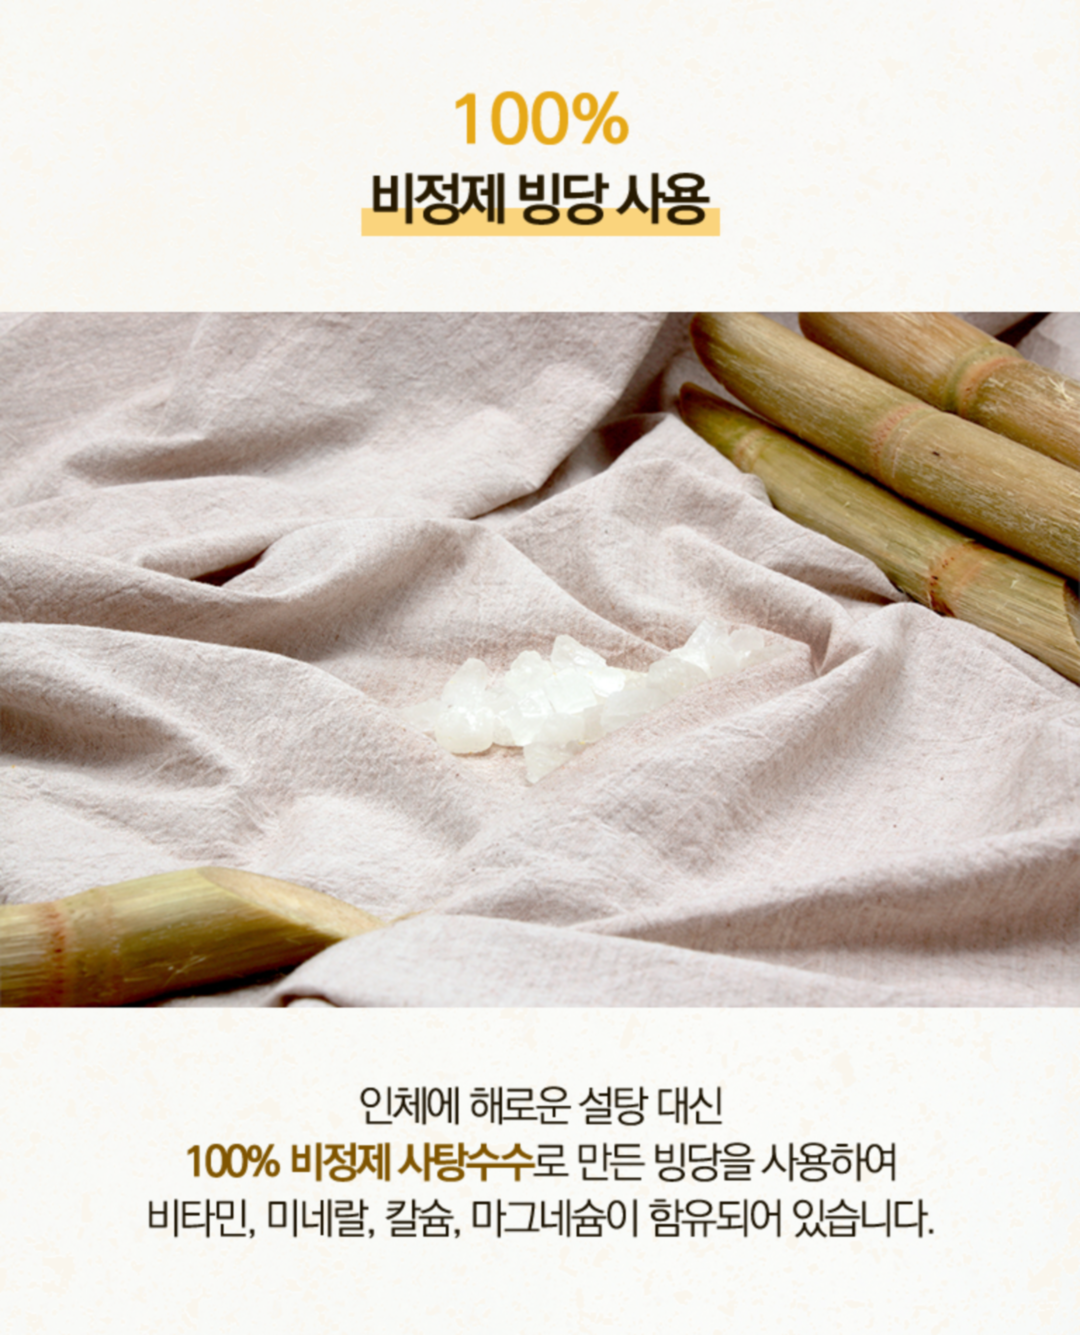 100%
비정제 빙당 사용
인체에 해로운 설탕 대신
100% 비정제 사탕수수로 만든 빙당을 사용하여
비타민, 미네랄, 칼슘, 마그네슘이 함유되어 있습니다.